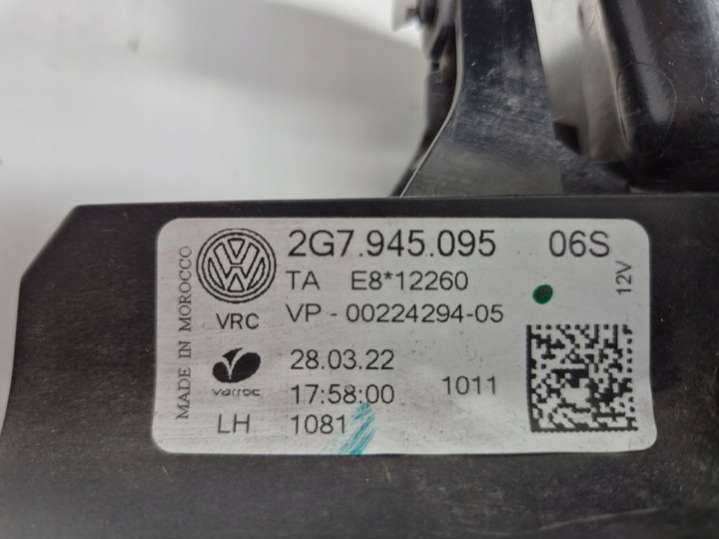 2G7.945.095 06S
TA E8*12260
VRC VP - 00224294-05
12V
MADE IN MOROCCO
varroc
28.03.22
17:58:00 1011
LH 1081